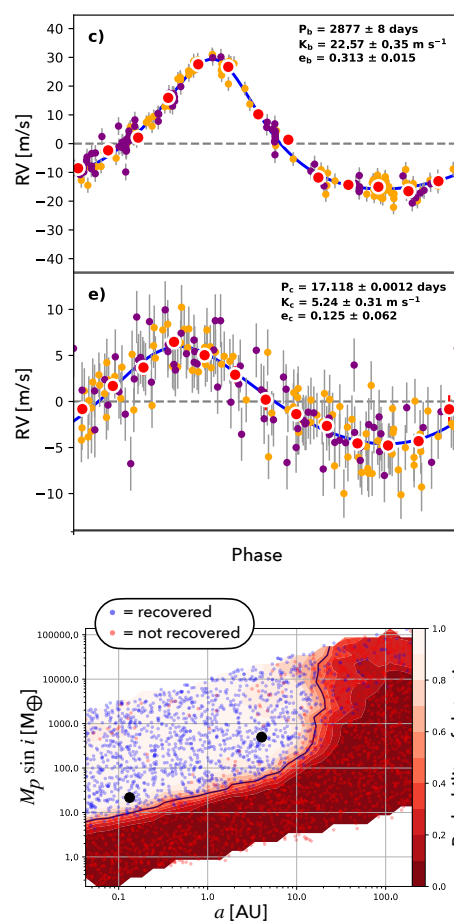 c)
P_b = 2877 ± 8 days
K_b = 22.57 ± 0.35 m s⁻¹
e_b = 0.313 ± 0.015
40
30
20
10
0
−10
−20
−30
−40
RV [m/s]
e)
P_c = 17.118 ± 0.0012 days
K_c = 5.24 ± 0.31 m s⁻¹
e_c = 0.125 ± 0.062
10
5
0
−5
−10
RV [m/s]
Phase
= recovered
= not recovered
100000,0
10000.0
1000.0
100,0
10.0
1,0
M_p sin i [M⊕]
0.1
1.0
10.0
100.0
a [AU]
1.0
0.8
0.6
0.4
0.2
0.0